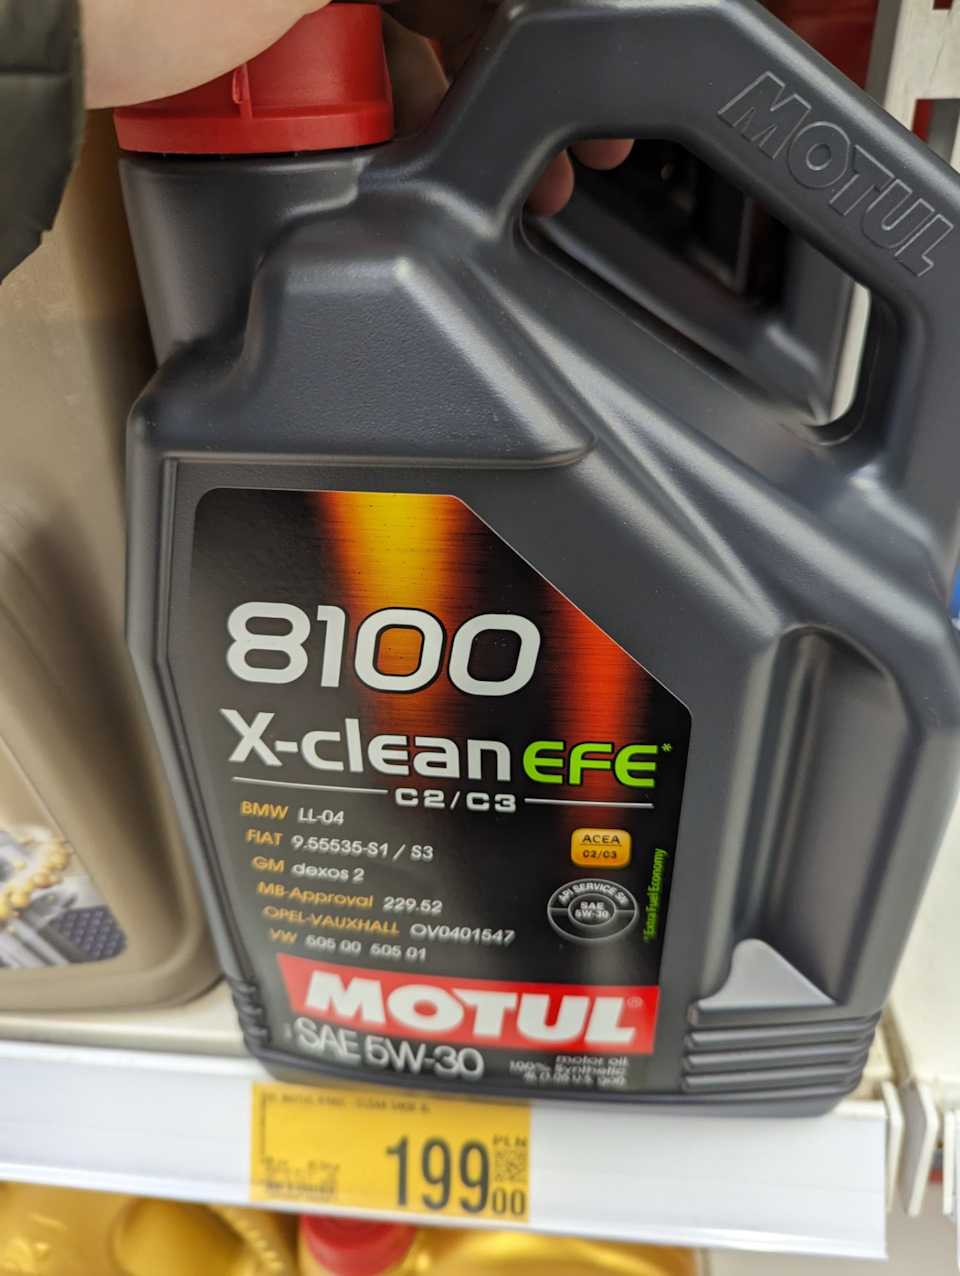 MOTUL
8100
X-clean EFE*
C2/C3
BMW LL-04
FIAT 9.55535-S1 / S3
GM dexos 2
MB-Approval 229.52
OPEL-VAUXHALL OV0401547
VW 505 00 505 01
ACEA
C2/C3
API SERVICE SN
SAE
5W-30
*Extra Fuel Economy
MOTUL®
SAE 5W-30
motor oil
100% Synthetic
PLN
199 00